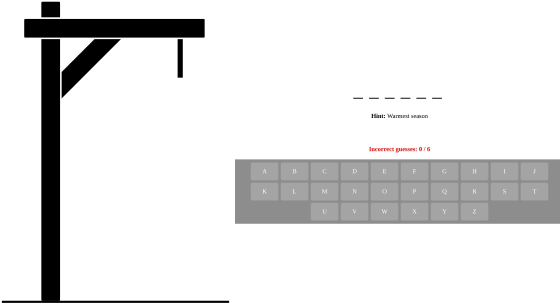 _ _ _ _ _ _
Hint: Warmest season
Incorrect guesses: 0 / 6
A B C D E F G H I J
K L M N O P Q R S T
U V W X Y Z